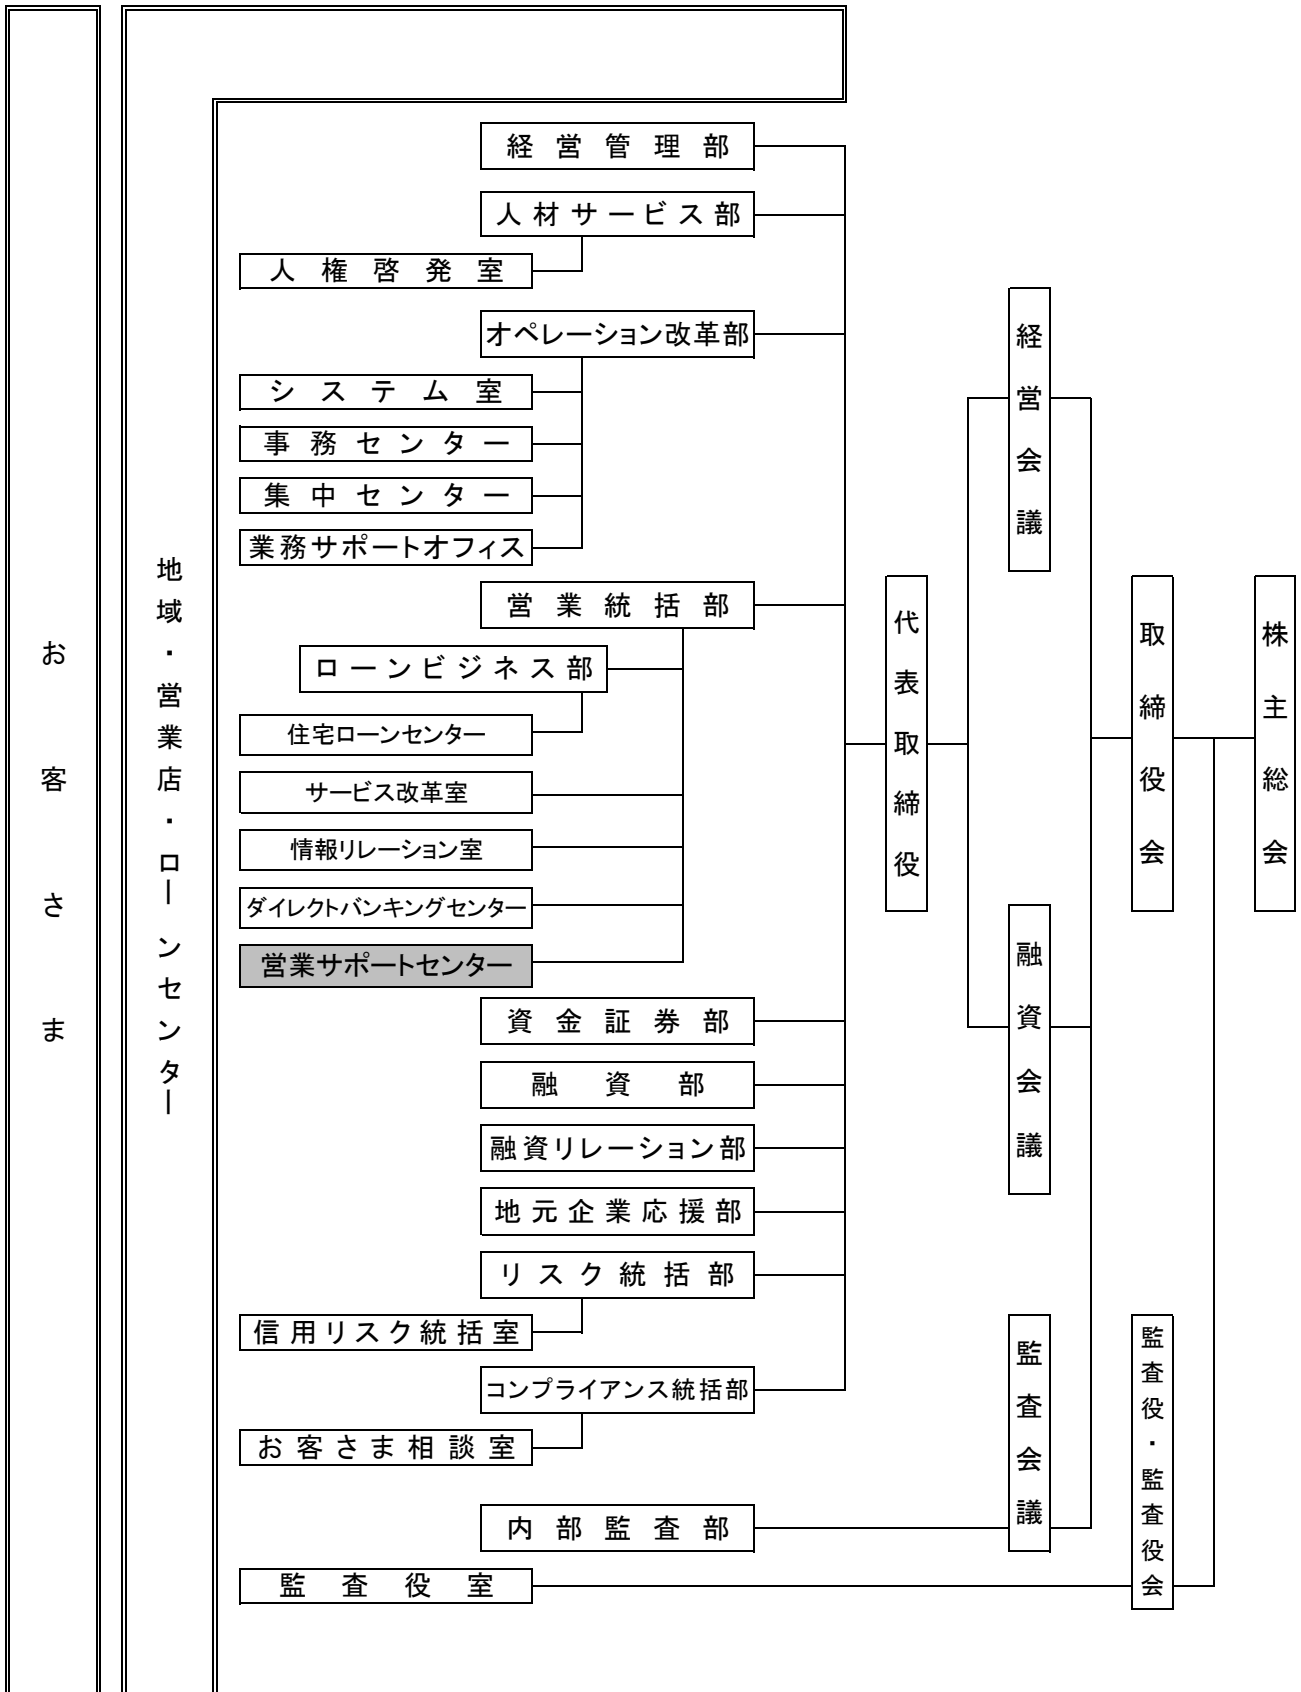 お客さま
地域・営業店・ローンセンター
経営管理部
人材サービス部
人権啓発室
オペレーション改革部
システム室
事務センター
集中センター
業務サポートオフィス
営業統括部
ローンビジネス部
住宅ローンセンター
サービス改革室
情報リレーション室
ダイレクトバンキングセンター
営業サポートセンター
資金証券部
融資部
融資リレーション部
地元企業応援部
リスク統括部
信用リスク統括室
コンプライアンス統括部
お客さま相談室
内部監査部
監査役室
代表取締役
経営会議
融資会議
監査会議
取締役会
監査役・監査役会
株主総会